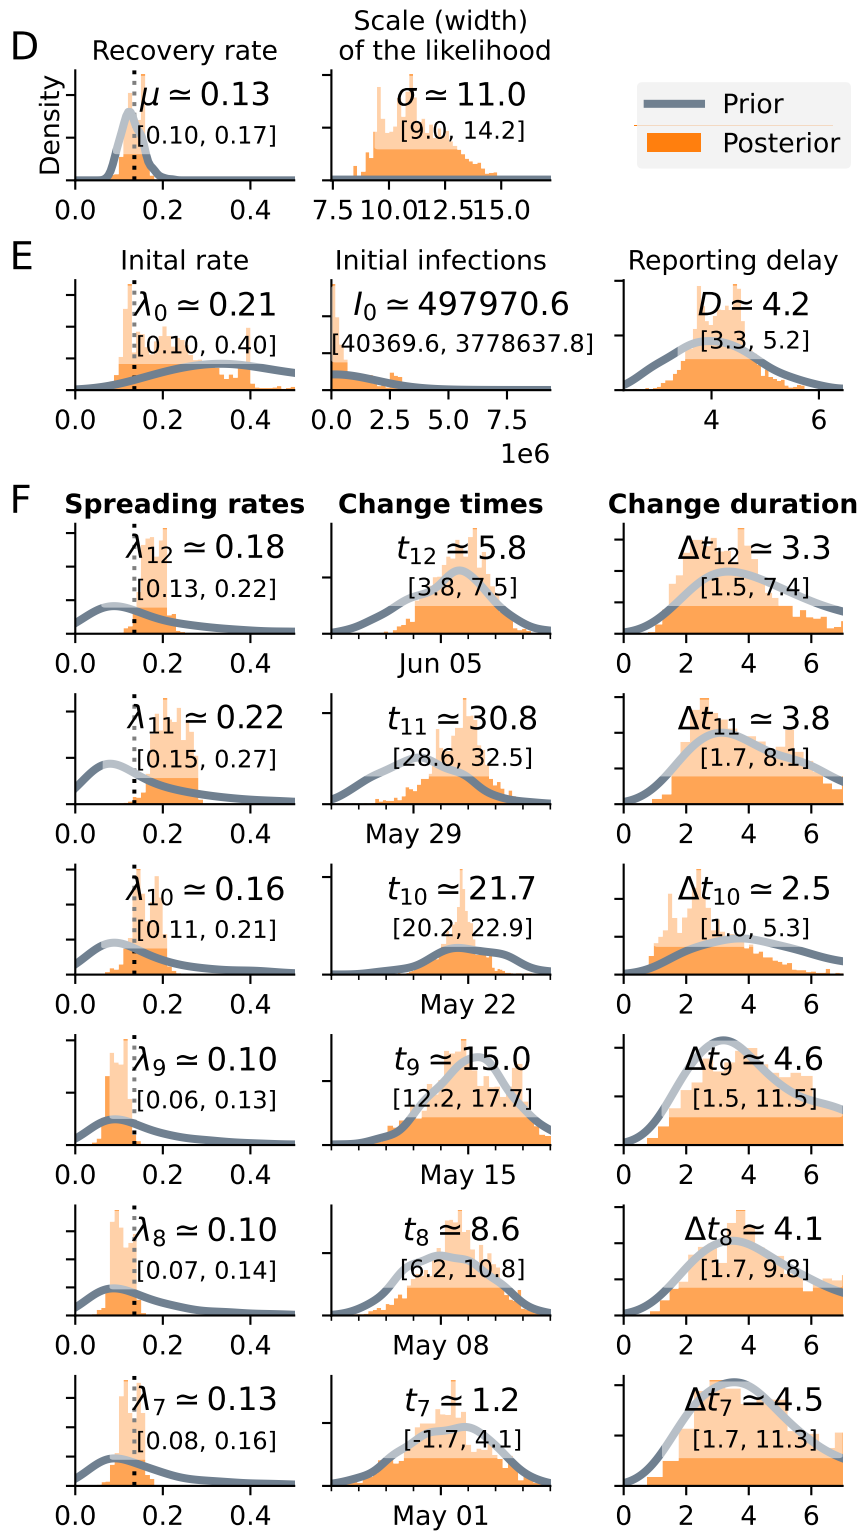 D
Recovery rate
Scale (width)
of the likelihood
Density
μ ≃ 0.13
[0.10, 0.17]
σ ≃ 11.0
[9.0, 14.2]
Prior
Posterior
0.0 0.2 0.4
7.5 10.0 12.5 15.0
E
Inital rate
Initial infections
Reporting delay
λ0 ≃ 0.21
[0.10, 0.40]
I0 ≃ 497970.6
[40369.6, 3778637.8]
D ≃ 4.2
[3.3, 5.2]
0.0 0.2 0.4
0.0 2.5 5.0 7.5
1e6
4 6
F
Spreading rates
Change times
Change duration
λ12 ≃ 0.18
[0.13, 0.22]
t12 ≃ 5.8
[3.8, 7.5]
Δt12 ≃ 3.3
[1.5, 7.4]
0.0 0.2 0.4
Jun 05
0 2 4 6
λ11 ≃ 0.22
[0.15, 0.27]
t11 ≃ 30.8
[28.6, 32.5]
Δt11 ≃ 3.8
[1.7, 8.1]
0.0 0.2 0.4
May 29
0 2 4 6
λ10 ≃ 0.16
[0.11, 0.21]
t10 ≃ 21.7
[20.2, 22.9]
Δt10 ≃ 2.5
[1.0, 5.3]
0.0 0.2 0.4
May 22
0 2 4 6
λ9 ≃ 0.10
[0.06, 0.13]
t9 ≃ 15.0
[12.2, 17.7]
Δt9 ≃ 4.6
[1.5, 11.5]
0.0 0.2 0.4
May 15
0 2 4 6
λ8 ≃ 0.10
[0.07, 0.14]
t8 ≃ 8.6
[6.2, 10.8]
Δt8 ≃ 4.1
[1.7, 9.8]
0.0 0.2 0.4
May 08
0 2 4 6
λ7 ≃ 0.13
[0.08, 0.16]
t7 ≃ 1.2
[-1.7, 4.1]
Δt7 ≃ 4.5
[1.7, 11.3]
0.0 0.2 0.4
May 01
0 2 4 6